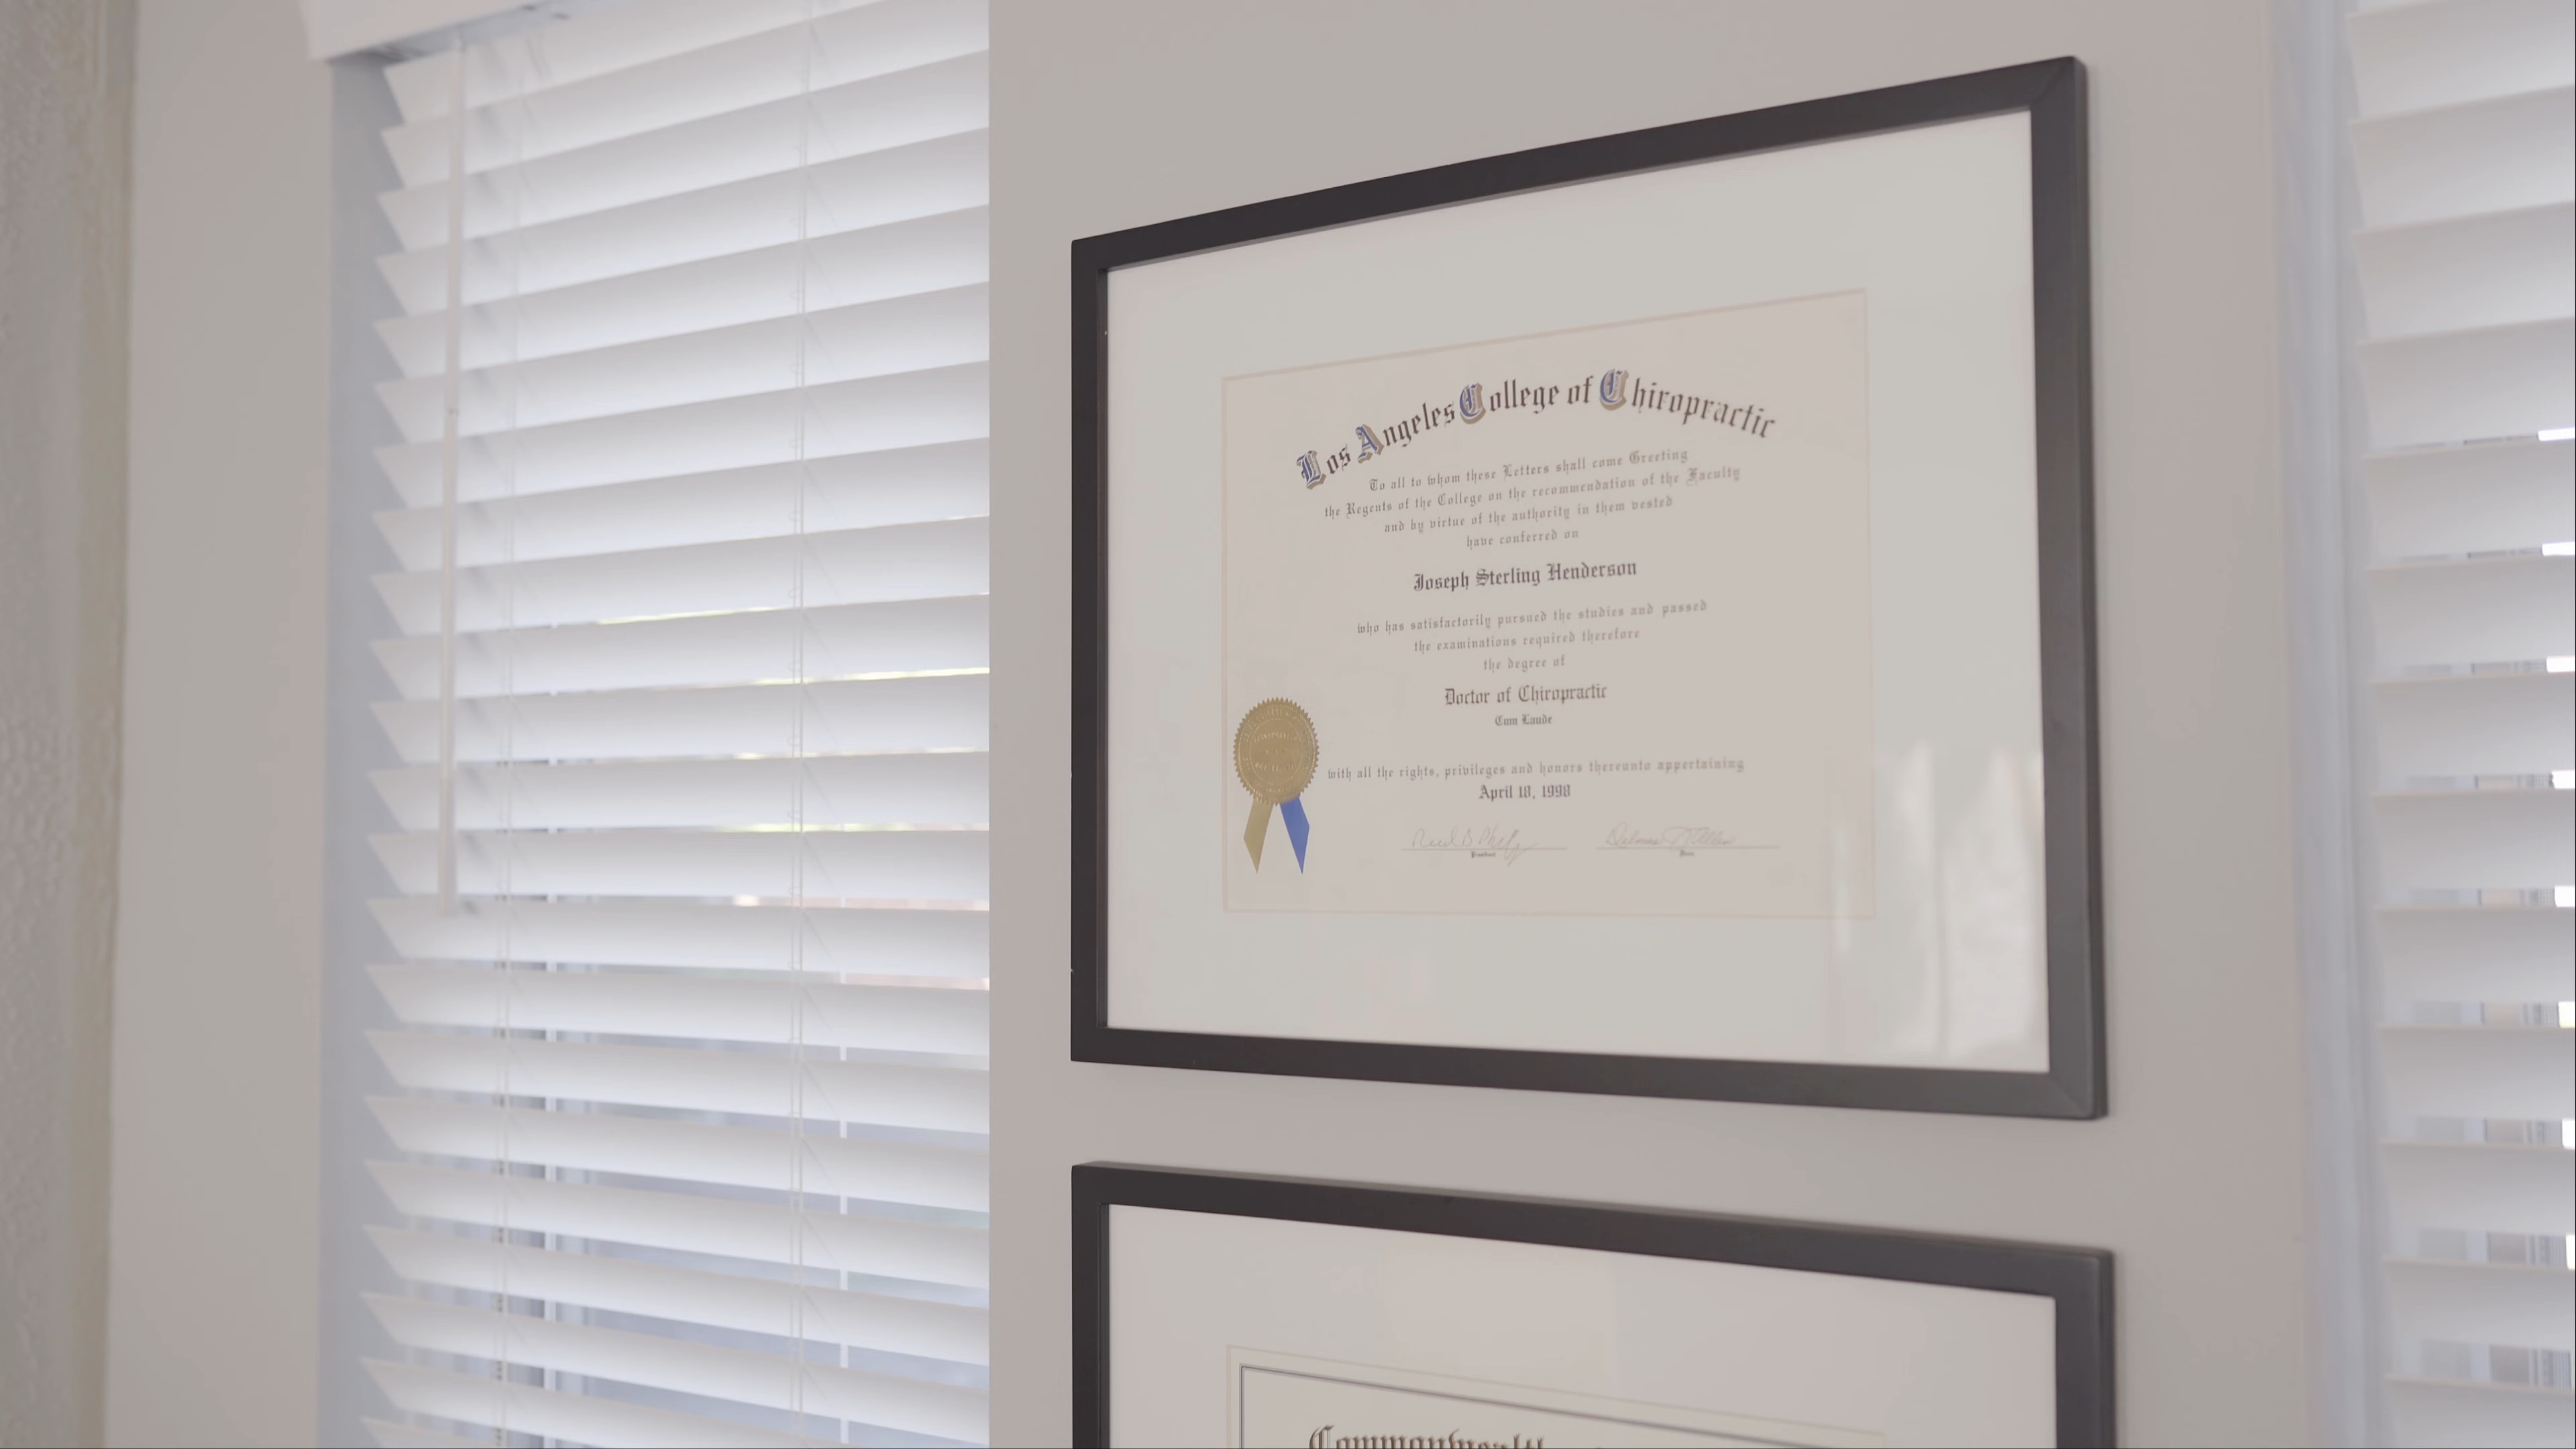 Los Angeles College of Chiropractic
To all to whom these Letters shall come Greeting
the Regents of the College on the recommendation of the Faculty
and by virtue of the authority in them vested
have conferred on
Joseph Sterling Henderson
who has satisfactorily pursued the studies and passed
the examinations required therefore
the degree of
Doctor of Chiropractic
Cum Laude
with all the rights, privileges and honors thereunto appertaining
April 18, 1998
President
Commonwealth